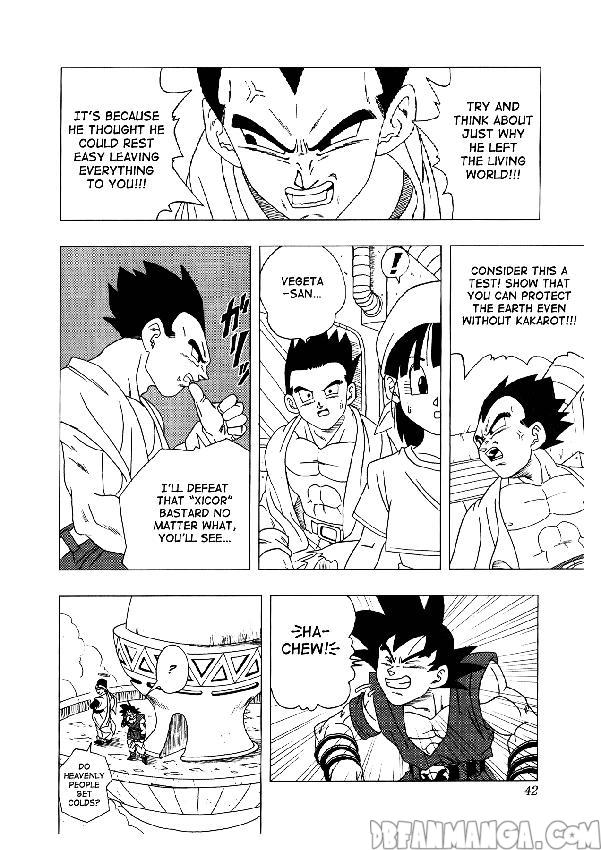 TRY AND
THINK ABOUT
JUST WHY
HE LEFT
THE LIVING
WORLD!!!
IT'S BECAUSE
HE THOUGHT HE
COULD REST
EASY LEAVING
EVERYTHING
TO YOU!!!
CONSIDER THIS A
TEST! SHOW THAT
YOU CAN PROTECT
THE EARTH EVEN
WITHOUT KAKAROT!!!
!
VEGETA
-SAN...
ガリッ
I'LL DEFEAT
THAT "XICOR"
BASTARD NO
MATTER WHAT,
YOU'LL SEE...
HA-
CHEW!
?
DO
HEAVENLY
PEOPLE
GET
COLDS?
42
DBFANMANGA.COM